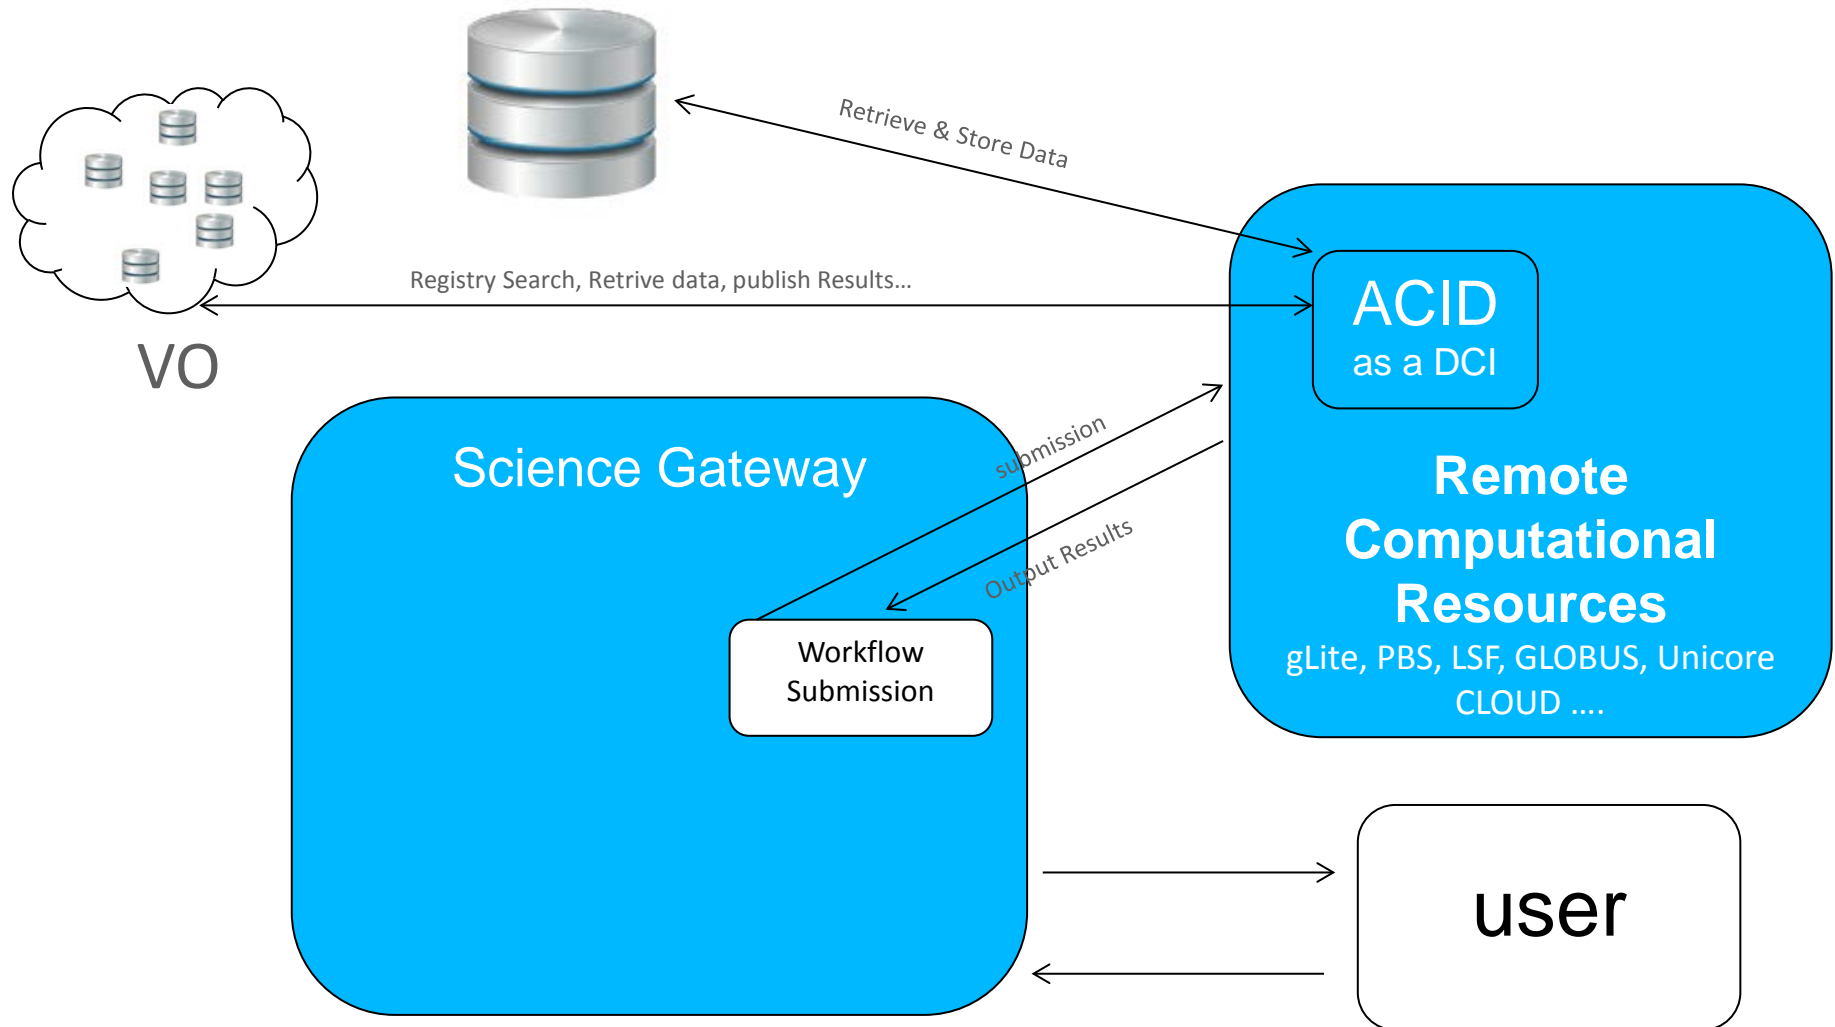 Retrieve & Store Data
Registry Search, Retrive data, publish Results...
VO
ACID
as a DCI
Science Gateway
submission
Output Results
Remote
Computational
Resources
gLite, PBS, LSF, GLOBUS, Unicore
CLOUD ....
Workflow
Submission
user